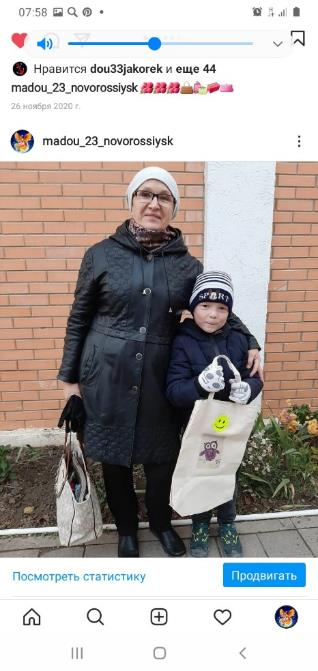 07:58
Нравится dou33jakorek и еще 44
madou_23_novorossiysk
26 ноября 2020 г.
madou_23_novorossiysk
SPORT
Посмотреть статистику
Продвигать